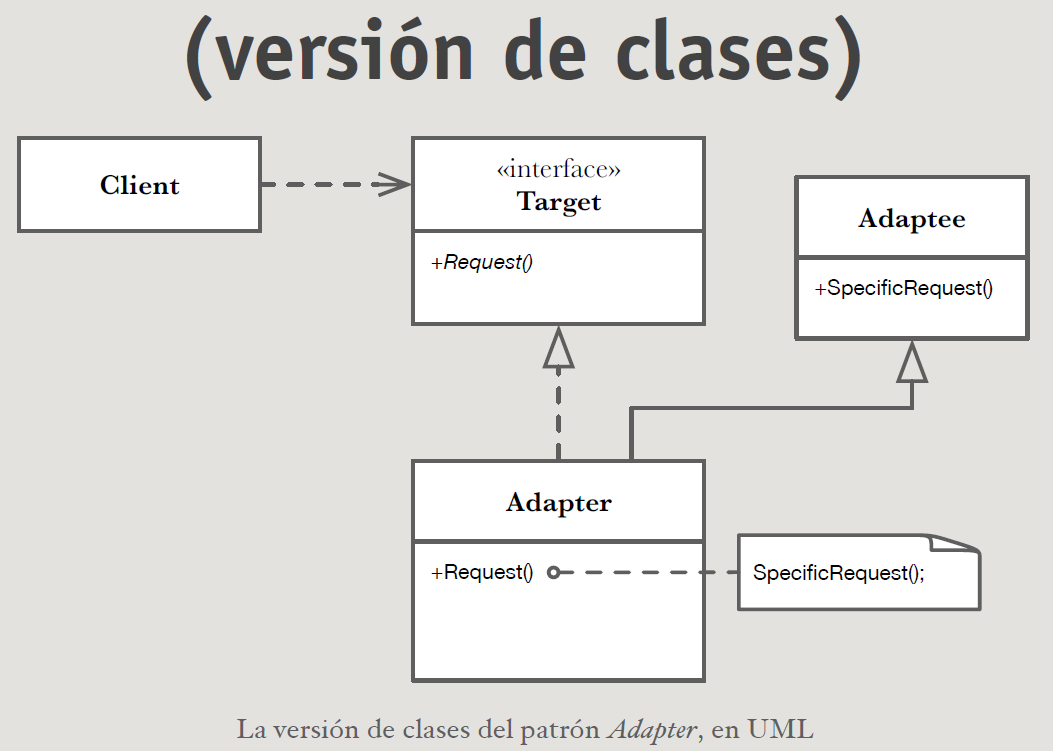 (versión de clases)
Client
«interface»
Target
+Request()
Adaptee
+SpecificRequest()
Adapter
+Request()
SpecificRequest();
La versión de clases del patrón Adapter, en UML